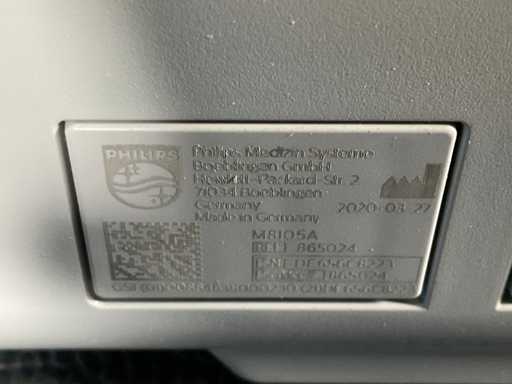 PHILIPS
Philips Medizin Systeme
Boeblingen GmbH
Hewlett-Packard-Str. 2
71034 Boeblingen
Germany
2020-03-27
Made in Germany
M8105A
865024
865024